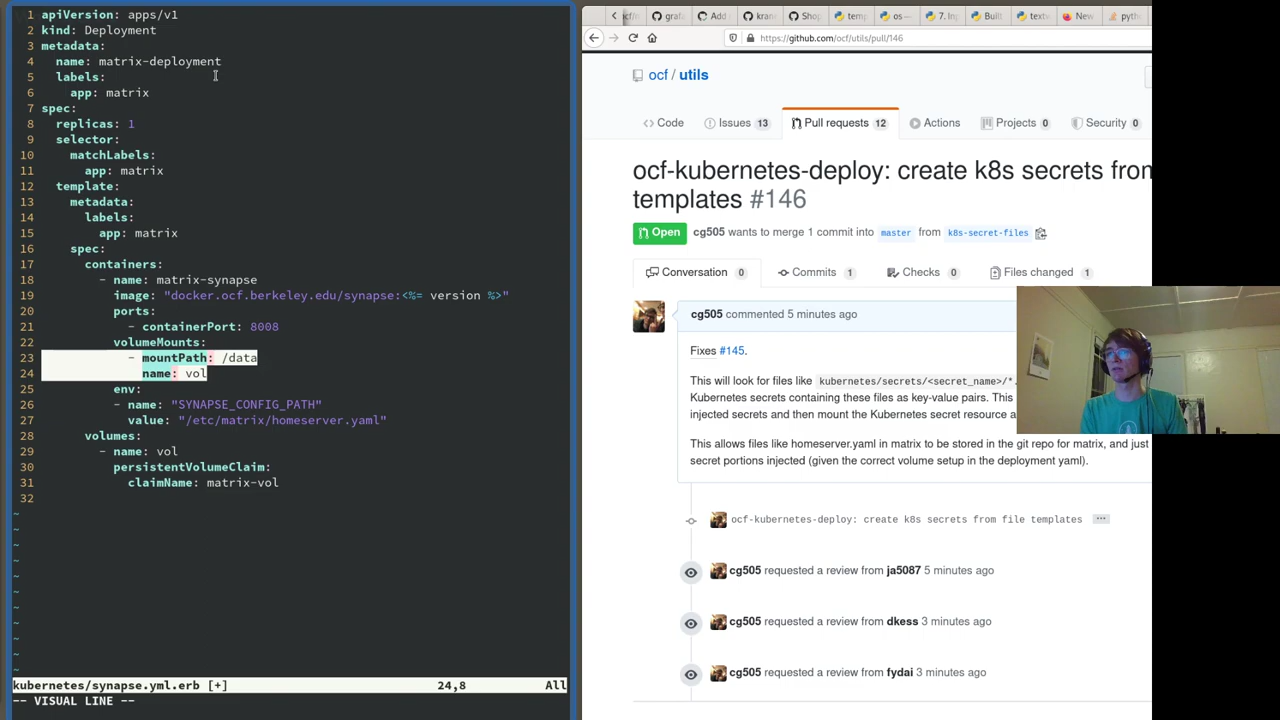 1 apiVersion: apps/v1
2 kind: Deployment
3 metadata:
4 name: matrix-deployment
5 labels:
6 app: matrix
7 spec:
8 replicas: 1
9 selector:
10 matchLabels:
11 app: matrix
12 template:
13 metadata:
14 labels:
15 app: matrix
16 spec:
17 containers:
18 - name: matrix-synapse
19 image: "docker.ocf.berkeley.edu/synapse:<%= version %>"
20 ports:
21 - containerPort: 8008
22 volumeMounts:
23 - mountPath: /data
24 name: vol
25 env:
26 - name: "SYNAPSE_CONFIG_PATH"
27 value: "/etc/matrix/homeserver.yaml"
28 volumes:
29 - name: vol
30 persistentVolumeClaim:
31 claimName: matrix-vol
32
~
~
~
~
~
~
~
~
~
~
~
kubernetes/synapse.yml.erb [+] 24,8 All
-- VISUAL LINE --
grafa Add kran Shop temp os— 7. In Built textw New pyth
https://github.com/ocf/utils/pull/146
ocf / utils
<> Code Issues 13 Pull requests 12 Actions Projects 0 Security 0
ocf-kubernetes-deploy: create k8s secrets from
templates #146
Open cg505 wants to merge 1 commit into master from k8s-secret-files
Conversation 0 Commits 1 Checks 0 Files changed 1
cg505 commented 5 minutes ago
Fixes #145.
This will look for files like kubernetes/secrets/<secret_name>/*.
Kubernetes secrets containing these files as key-value pairs. This
injected secrets and then mount the Kubernetes secret resource a
This allows files like homeserver.yaml in matrix to be stored in the git repo for matrix, and just
secret portions injected (given the correct volume setup in the deployment yaml).
ocf-kubernetes-deploy: create k8s secrets from file templates ...
cg505 requested a review from ja5087 5 minutes ago
cg505 requested a review from dkess 3 minutes ago
cg505 requested a review from fydai 3 minutes ago